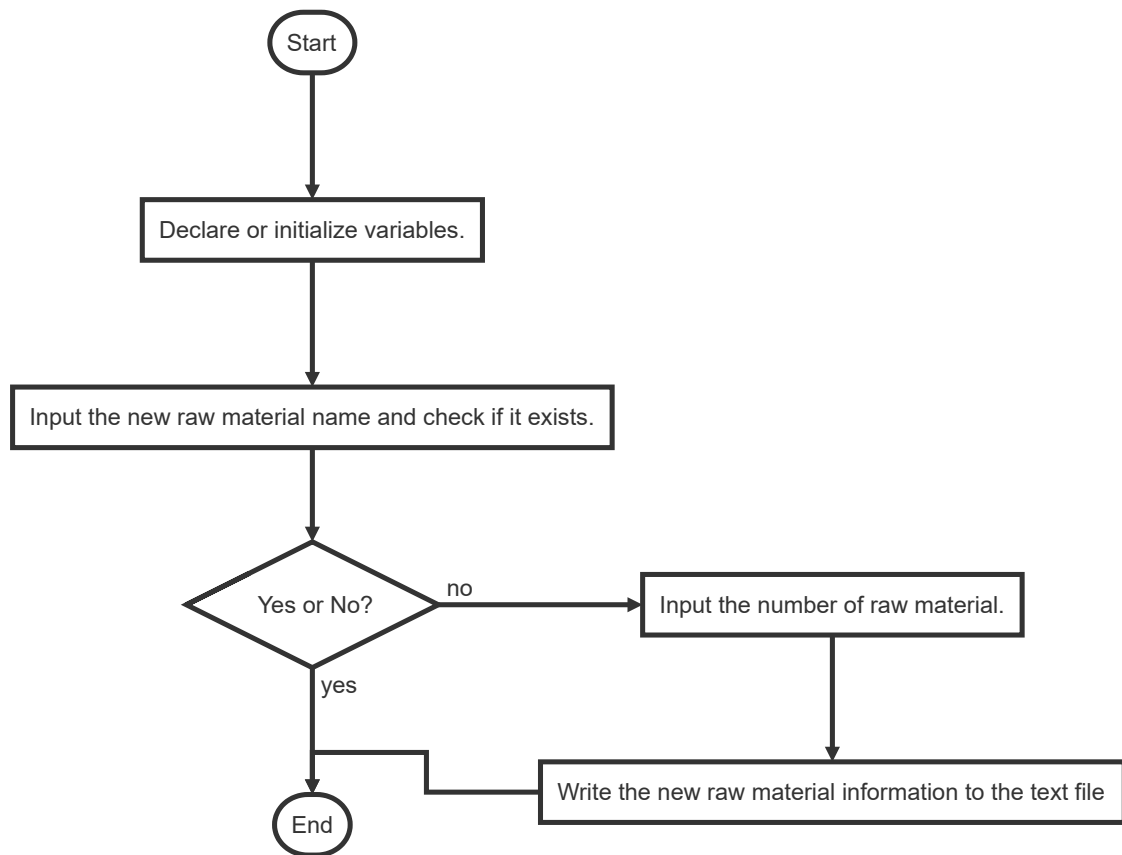 Start
Declare or initialize variables.
Input the new raw material name and check if it exists.
Yes or No?
no
Input the number of raw material.
yes
Write the new raw material information to the text file
End